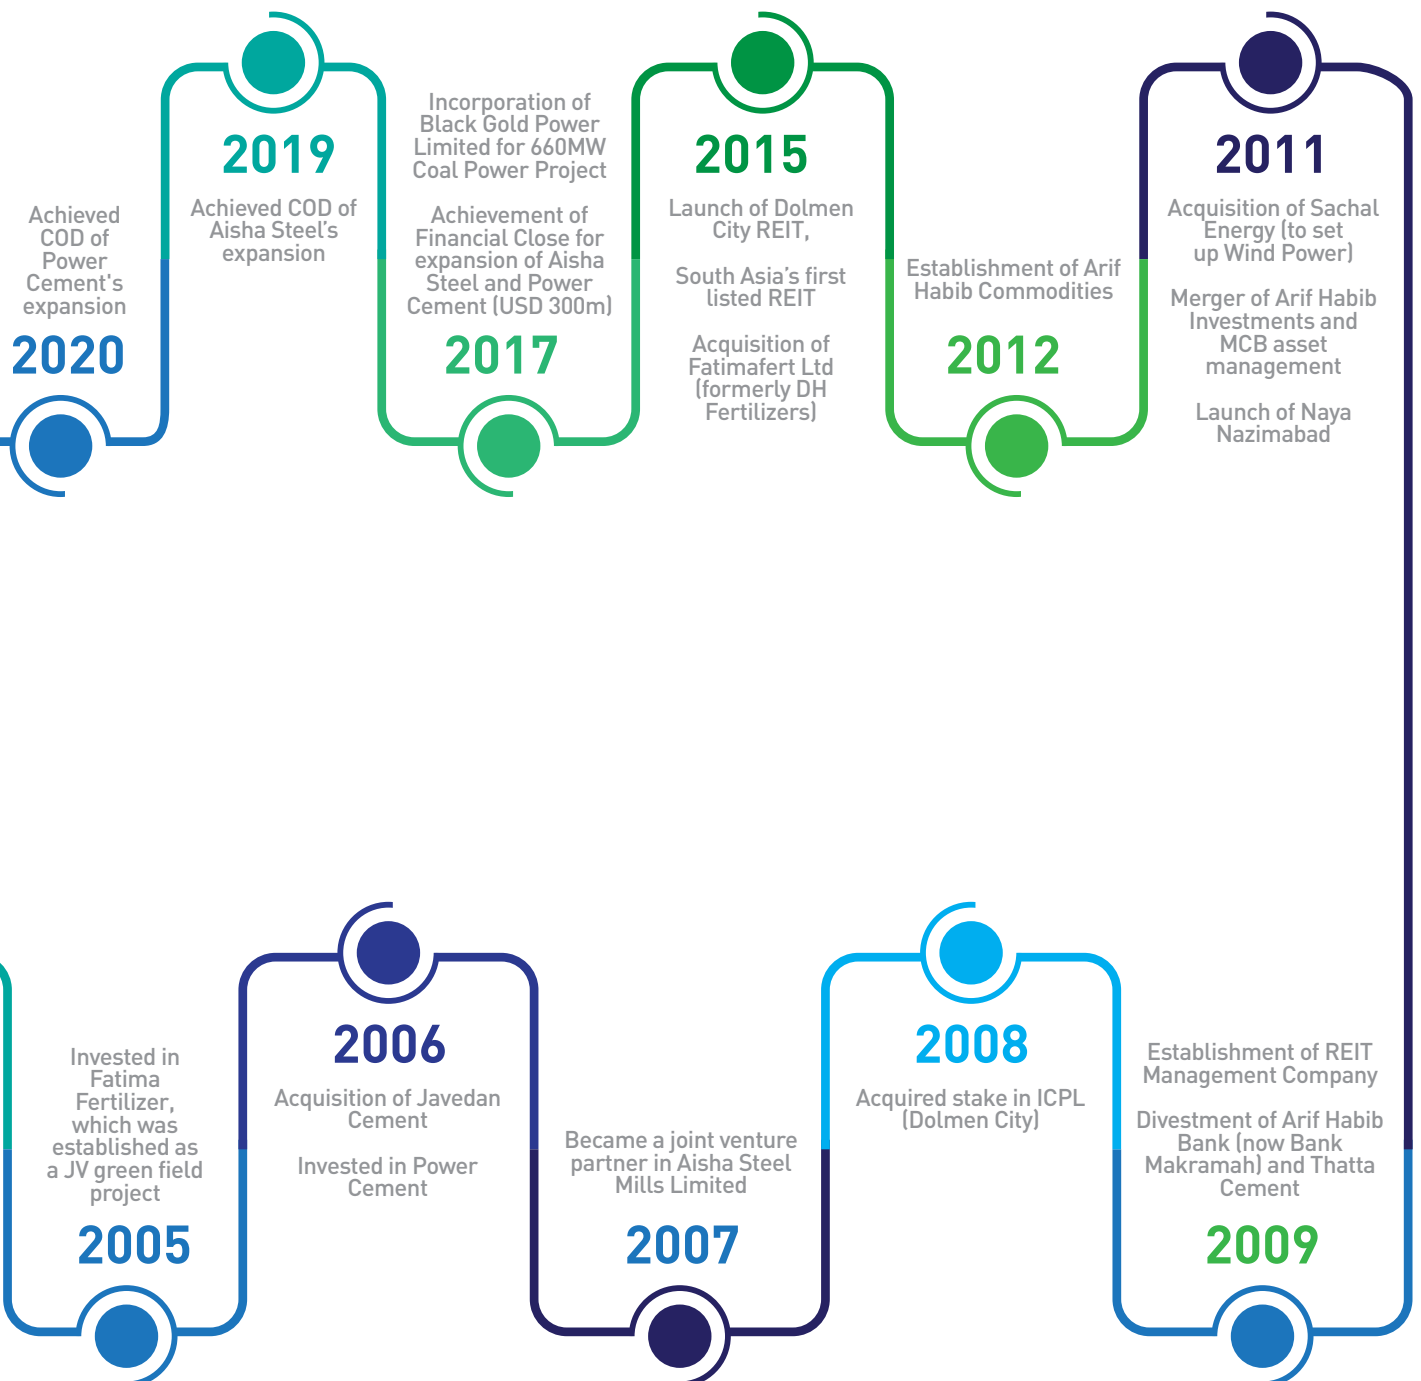 2019
Achieved COD of
Aisha Steel’s
expansion
Achieved
COD of
Power
Cement's
expansion
2020
Incorporation of
Black Gold Power
Limited for 660MW
Coal Power Project
Achievement of
Financial Close for
expansion of Aisha
Steel and Power
Cement (USD 300m)
2017
2015
Launch of Dolmen
City REIT,
South Asia’s first
listed REIT
Acquisition of
Fatimafert Ltd
(formerly DH
Fertilizers)
Establishment of Arif
Habib Commodities
2012
2011
Acquisition of Sachal
Energy (to set
up Wind Power)
Merger of Arif Habib
Investments and
MCB asset
management
Launch of Naya
Nazimabad
Invested in
Fatima
Fertilizer,
which was
established as
a JV green field
project
2005
2006
Acquisition of Javedan
Cement
Invested in Power
Cement
Became a joint venture
partner in Aisha Steel
Mills Limited
2007
2008
Acquired stake in ICPL
(Dolmen City)
Establishment of REIT
Management Company
Divestment of Arif Habib
Bank (now Bank
Makramah) and Thatta
Cement
2009